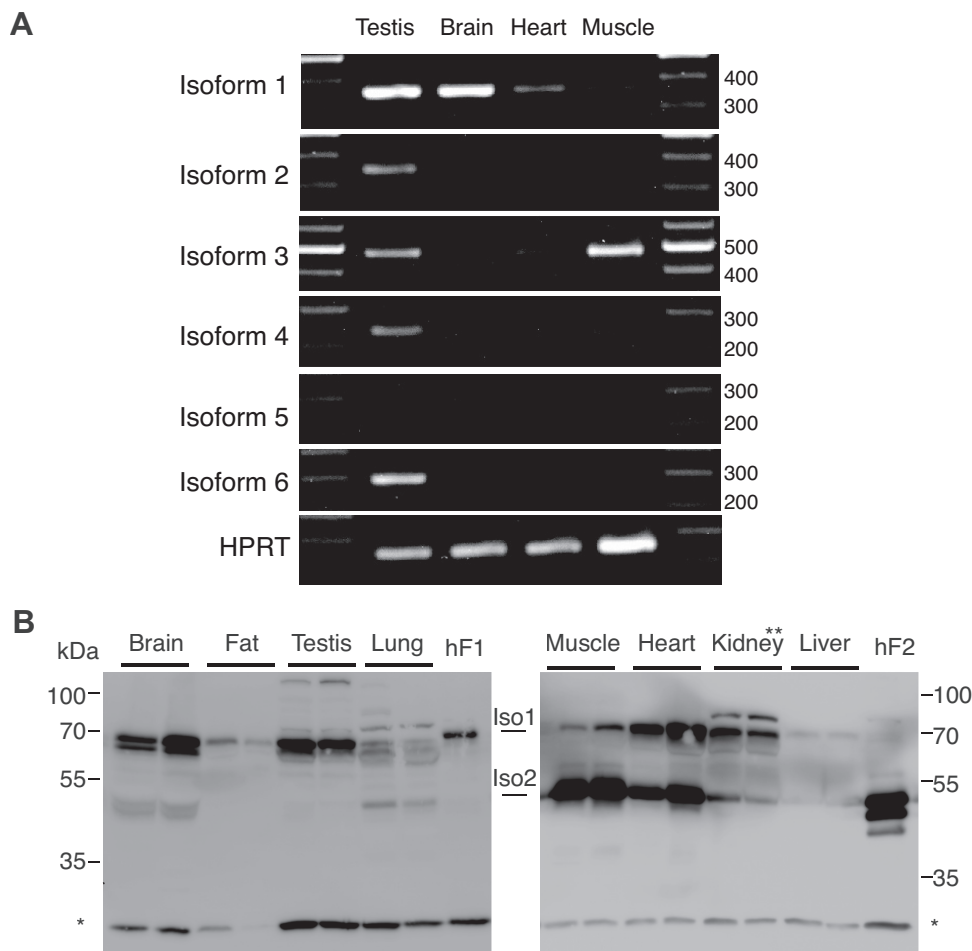 A
Testis Brain Heart Muscle
Isoform 1
400
300
Isoform 2
400
300
Isoform 3
500
400
Isoform 4
300
200
Isoform 5
300
200
Isoform 6
300
200
HPRT
B
kDa
Brain Fat Testis Lung hF1
Muscle Heart Kidney** Liver hF2
100
70
55
35
*
Iso1
Iso2
100
70
55
35
*